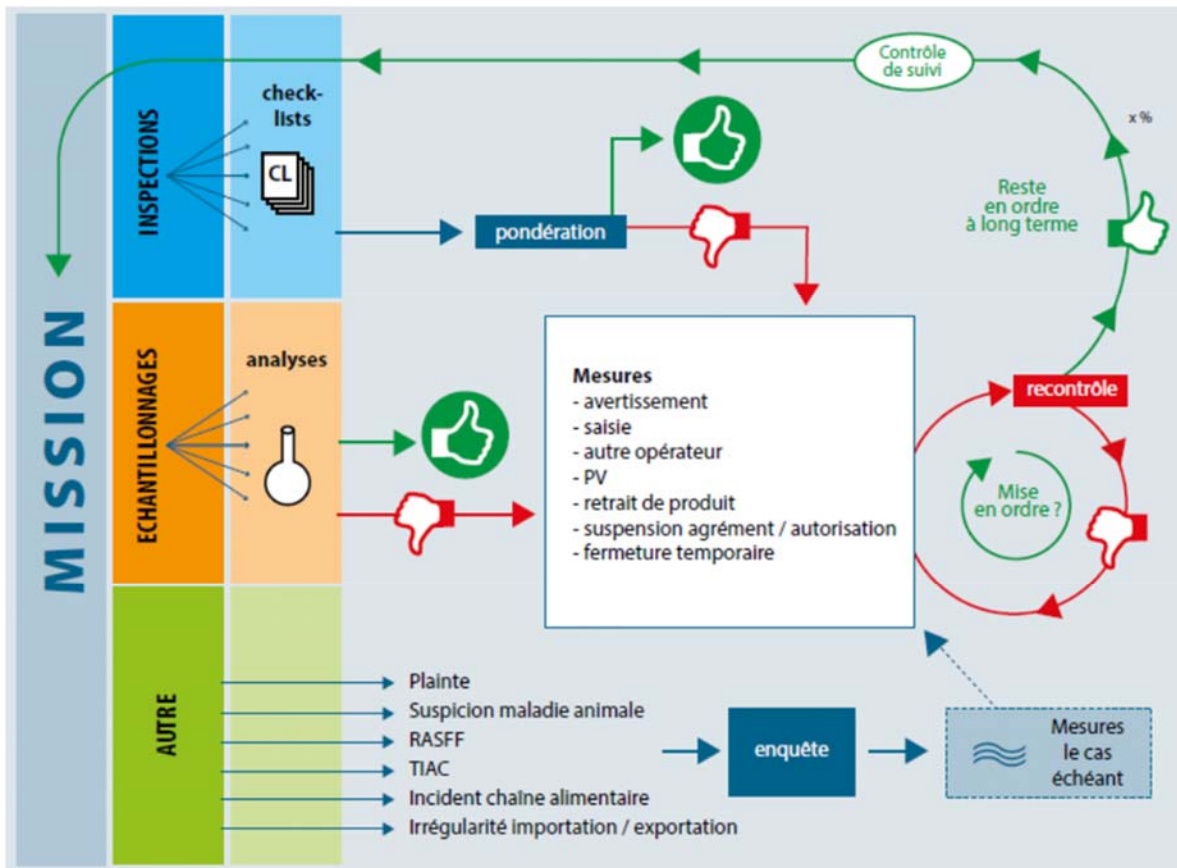 MISSION
INSPECTIONS
check-
lists
CL
pondération
Contrôle
de suivi
x %
Reste
en ordre
à long terme
ECHANTILLONNAGES
analyses
Mesures
- avertissement
- saisie
- autre opérateur
- PV
- retrait de produit
- suspension agrément / autorisation
- fermeture temporaire
recontrôle
Mise
en ordre ?
AUTRE
Plainte
Suspicion maladie animale
RASFF
TIAC
Incident chaîne alimentaire
Irrégularité importation / exportation
enquête
Mesures
le cas
échéant